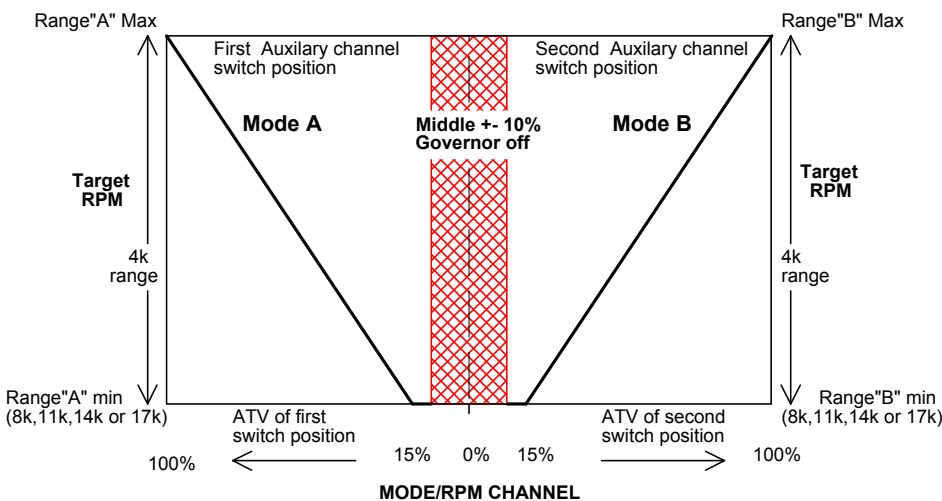 Range"A" Max
Range"B" Max
First Auxilary channel
switch position
Second Auxilary channel
switch position
Mode A
Middle +- 10%
Governor off
Mode B
Target
RPM
Target
RPM
4k
range
4k
range
Range"A" min
(8k,11k,14k or 17k)
Range"B" min
(8k,11k,14k or 17k)
ATV of first
switch position
ATV of second
switch position
100%
15%
0%
15%
100%
MODE/RPM CHANNEL